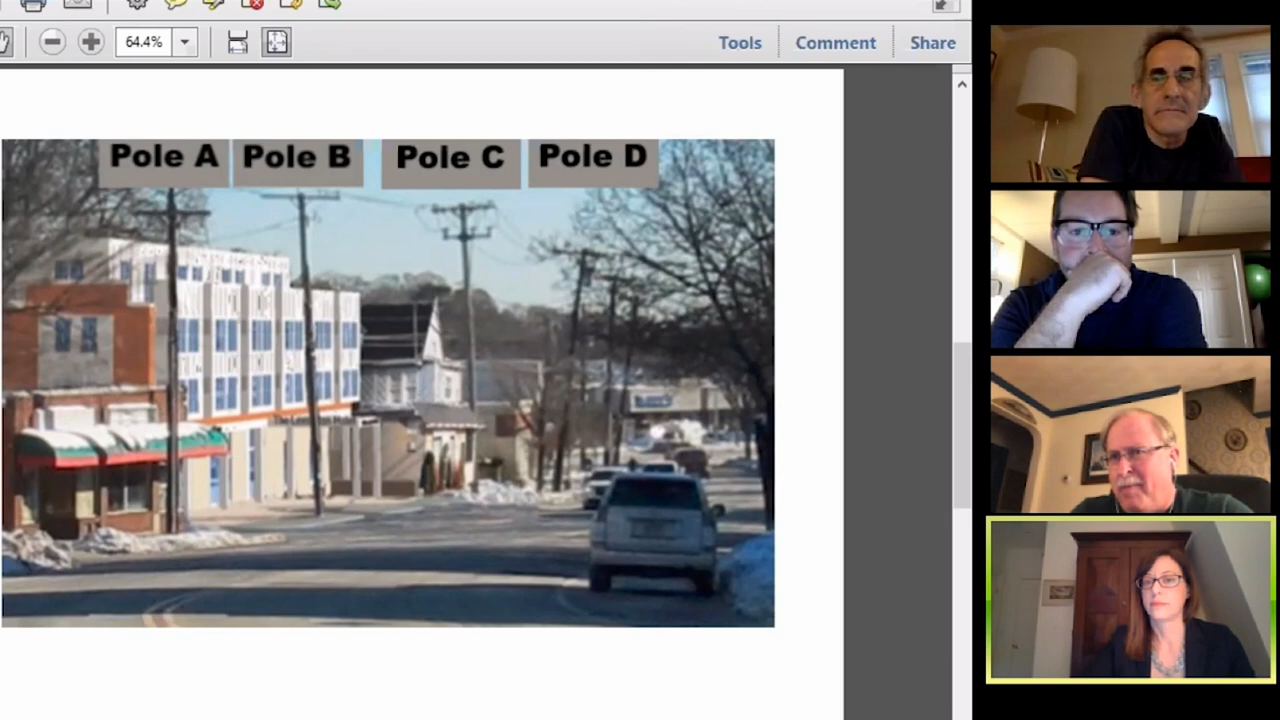 64.4%
Tools
Comment
Share
Pole A
Pole B
Pole C
Pole D